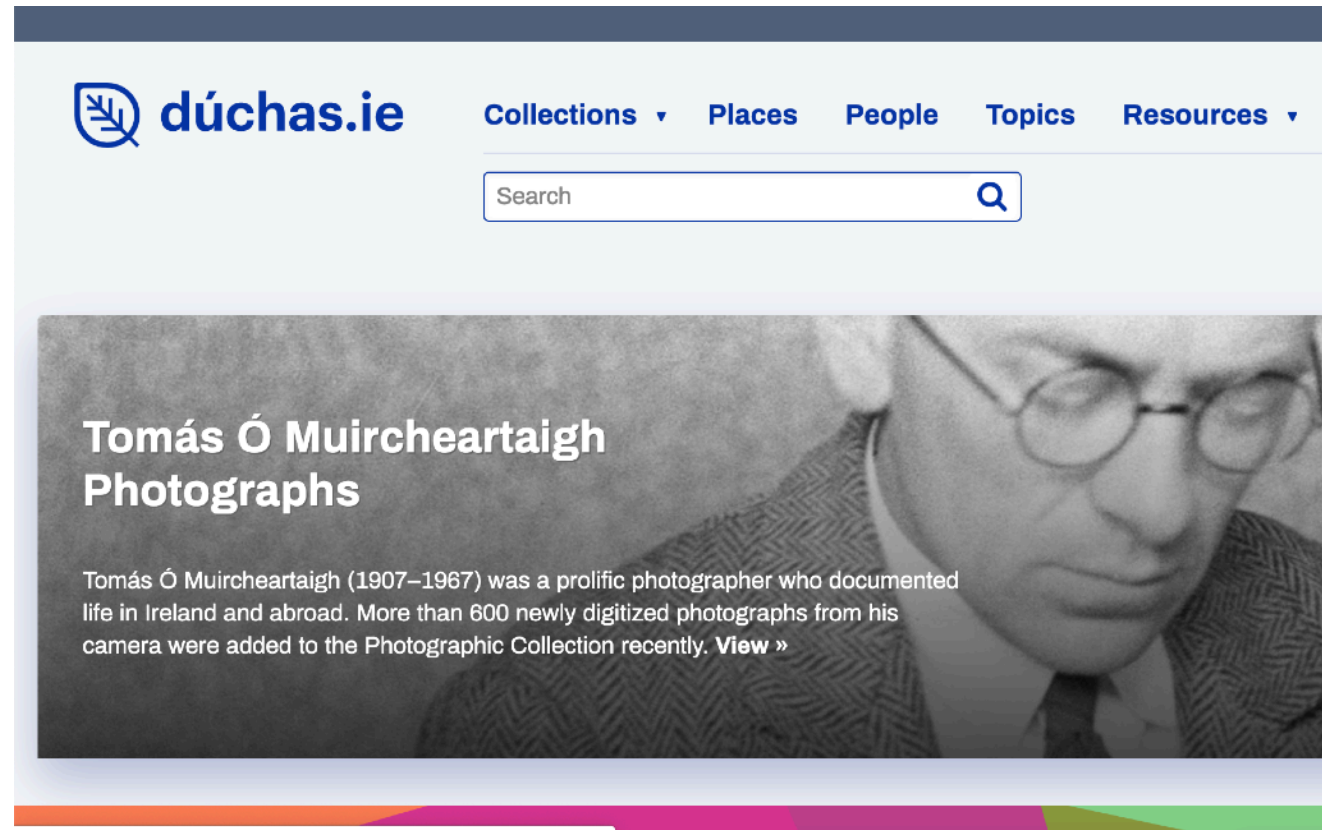 dúchas.ie
Collections ▾ Places People Topics Resources ▾
Search
Tomás Ó Muircheartaigh
Photographs
Tomás Ó Muircheartaigh (1907–1967) was a prolific photographer who documented
life in Ireland and abroad. More than 600 newly digitized photographs from his
camera were added to the Photographic Collection recently. View »